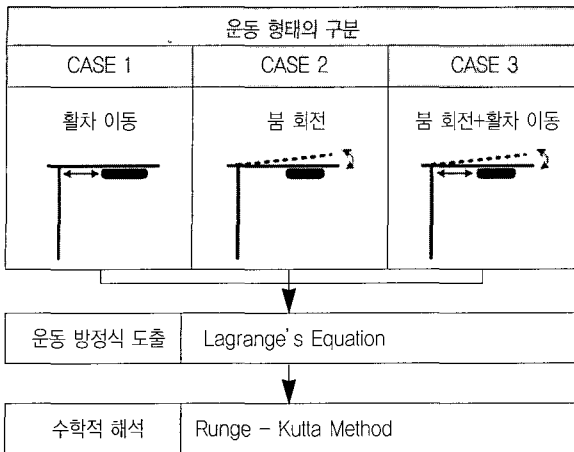 운동 형태의 구분
CASE 1 CASE 2 CASE 3
활차 이동 붐 회전 붐 회전+활차 이동
운동 방정식 도출 Lagrange's Equation
수학적 해석 Runge - Kutta Method